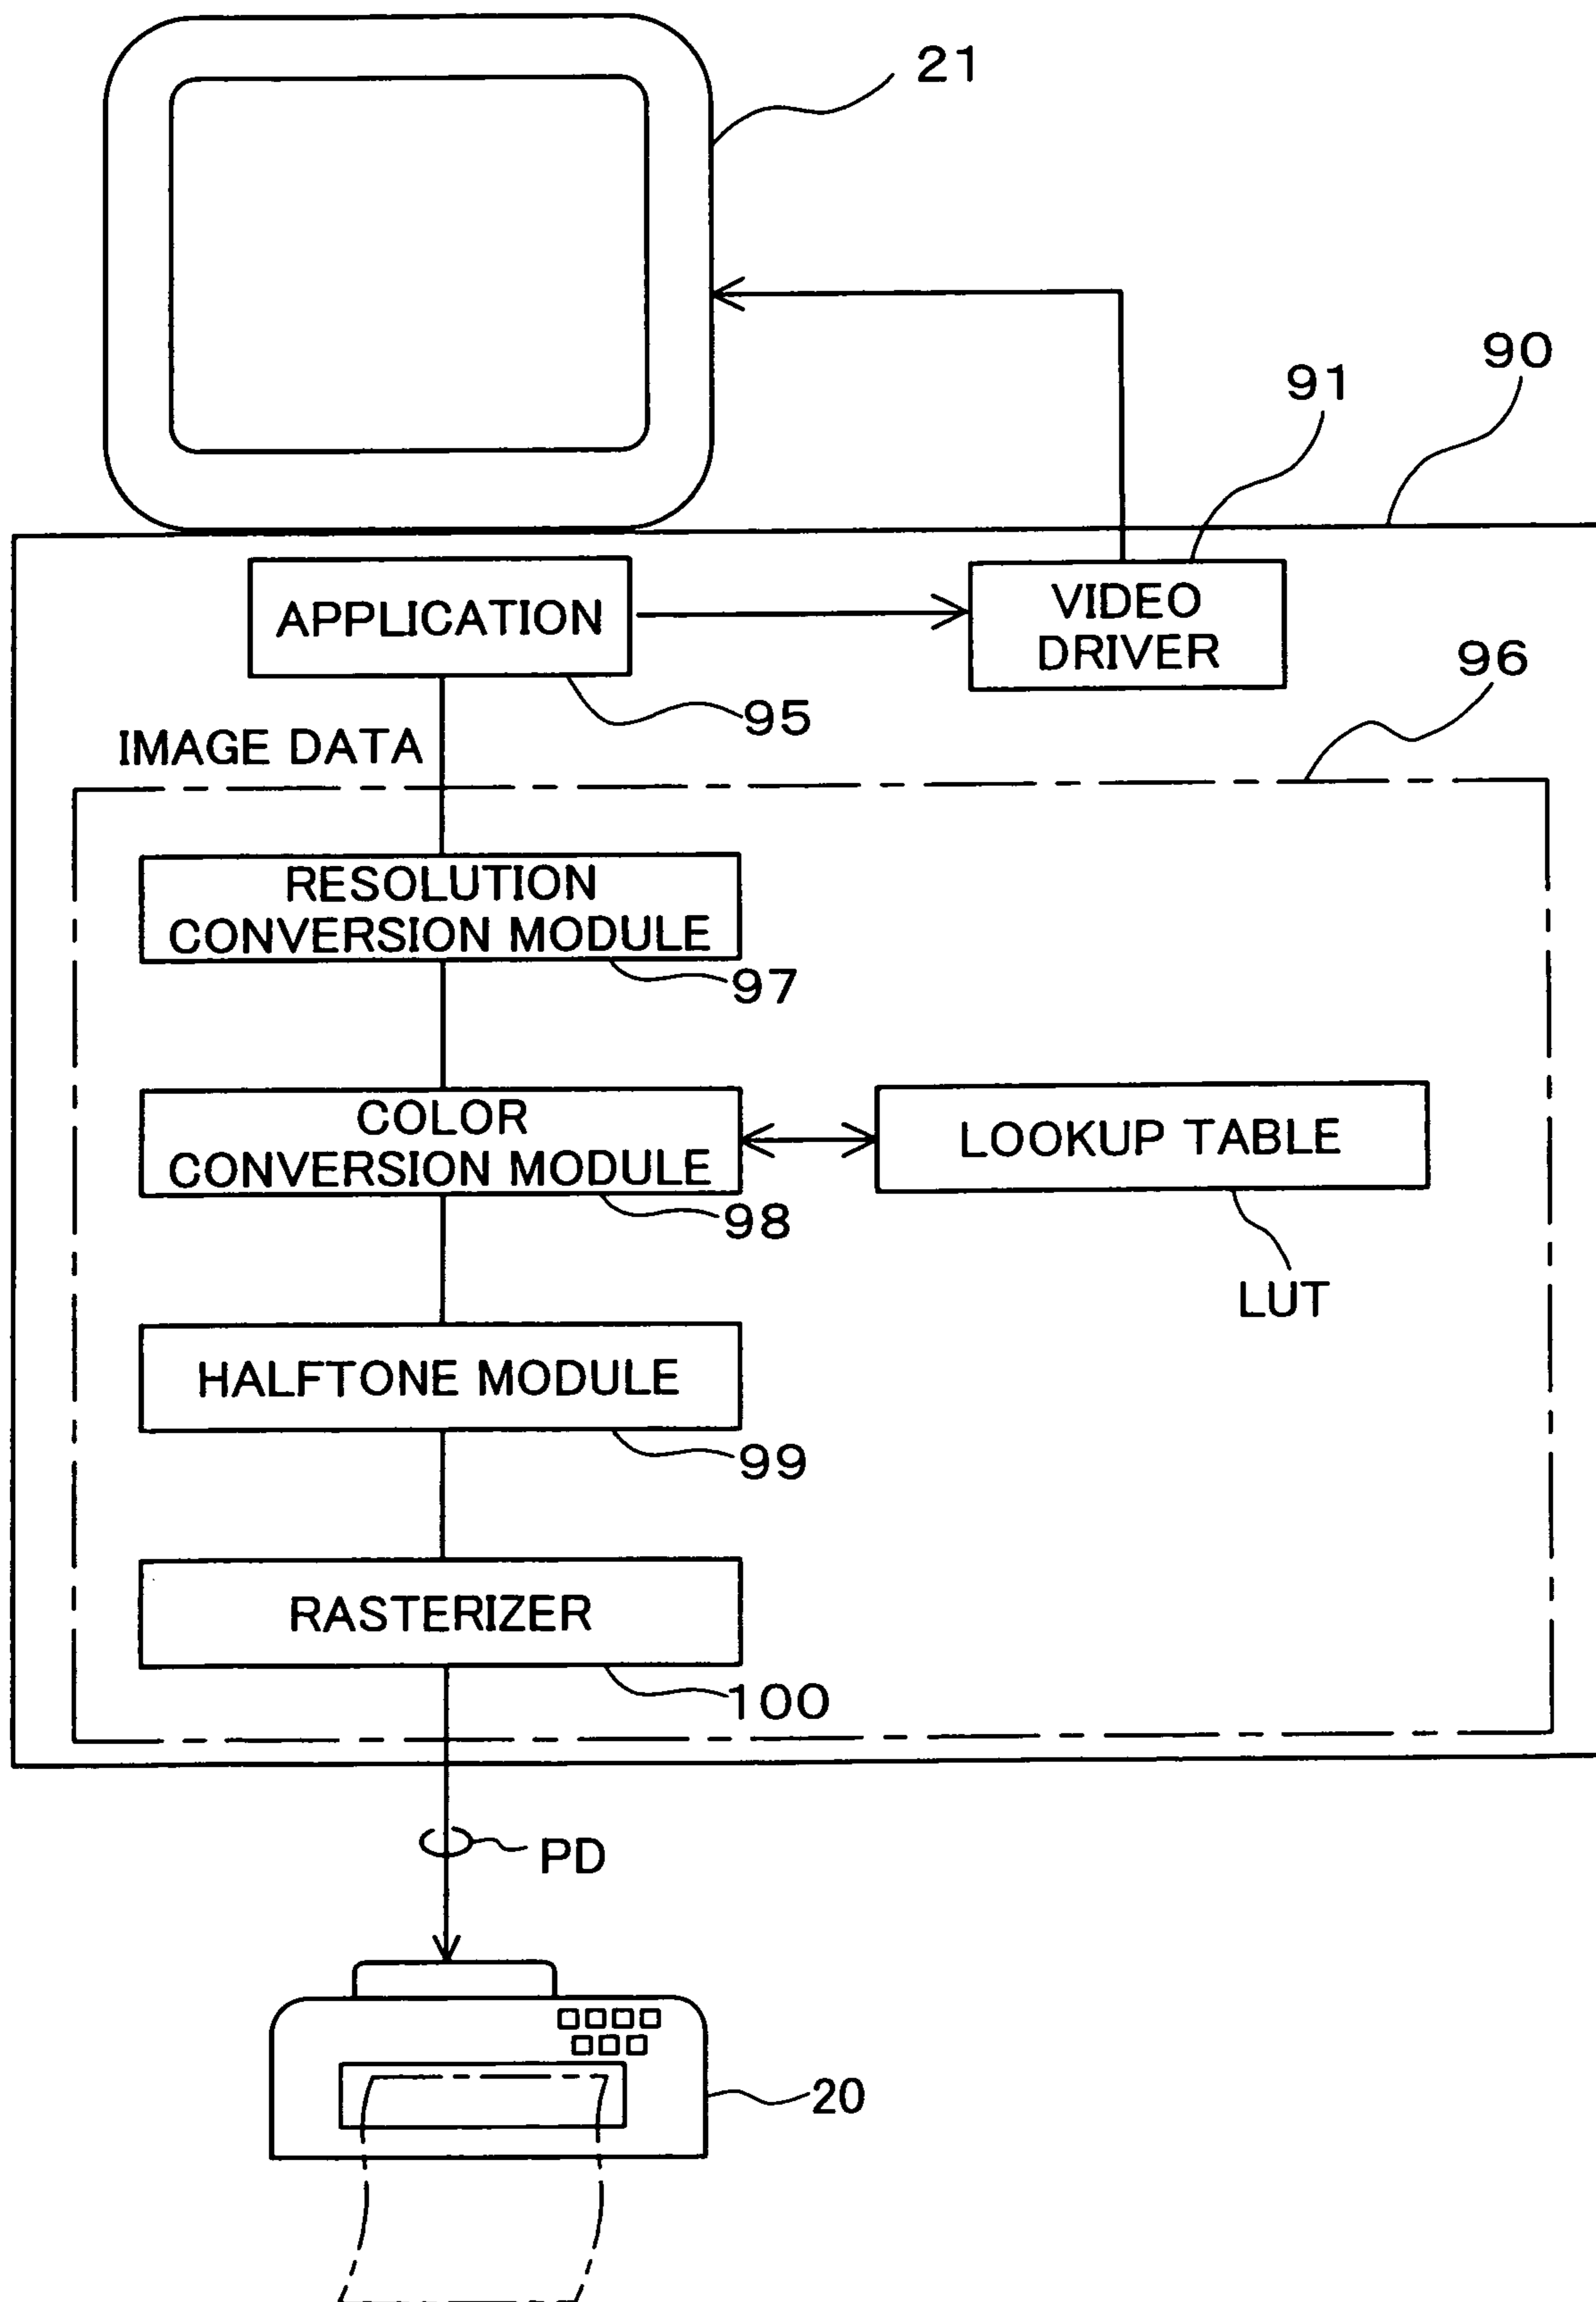 21
90
91
APPLICATION
VIDEO
DRIVER
96
95
IMAGE DATA
RESOLUTION
CONVERSION MODULE
97
COLOR
CONVERSION MODULE
LOOKUP TABLE
98
LUT
HALFTONE MODULE
99
RASTERIZER
100
PD
20